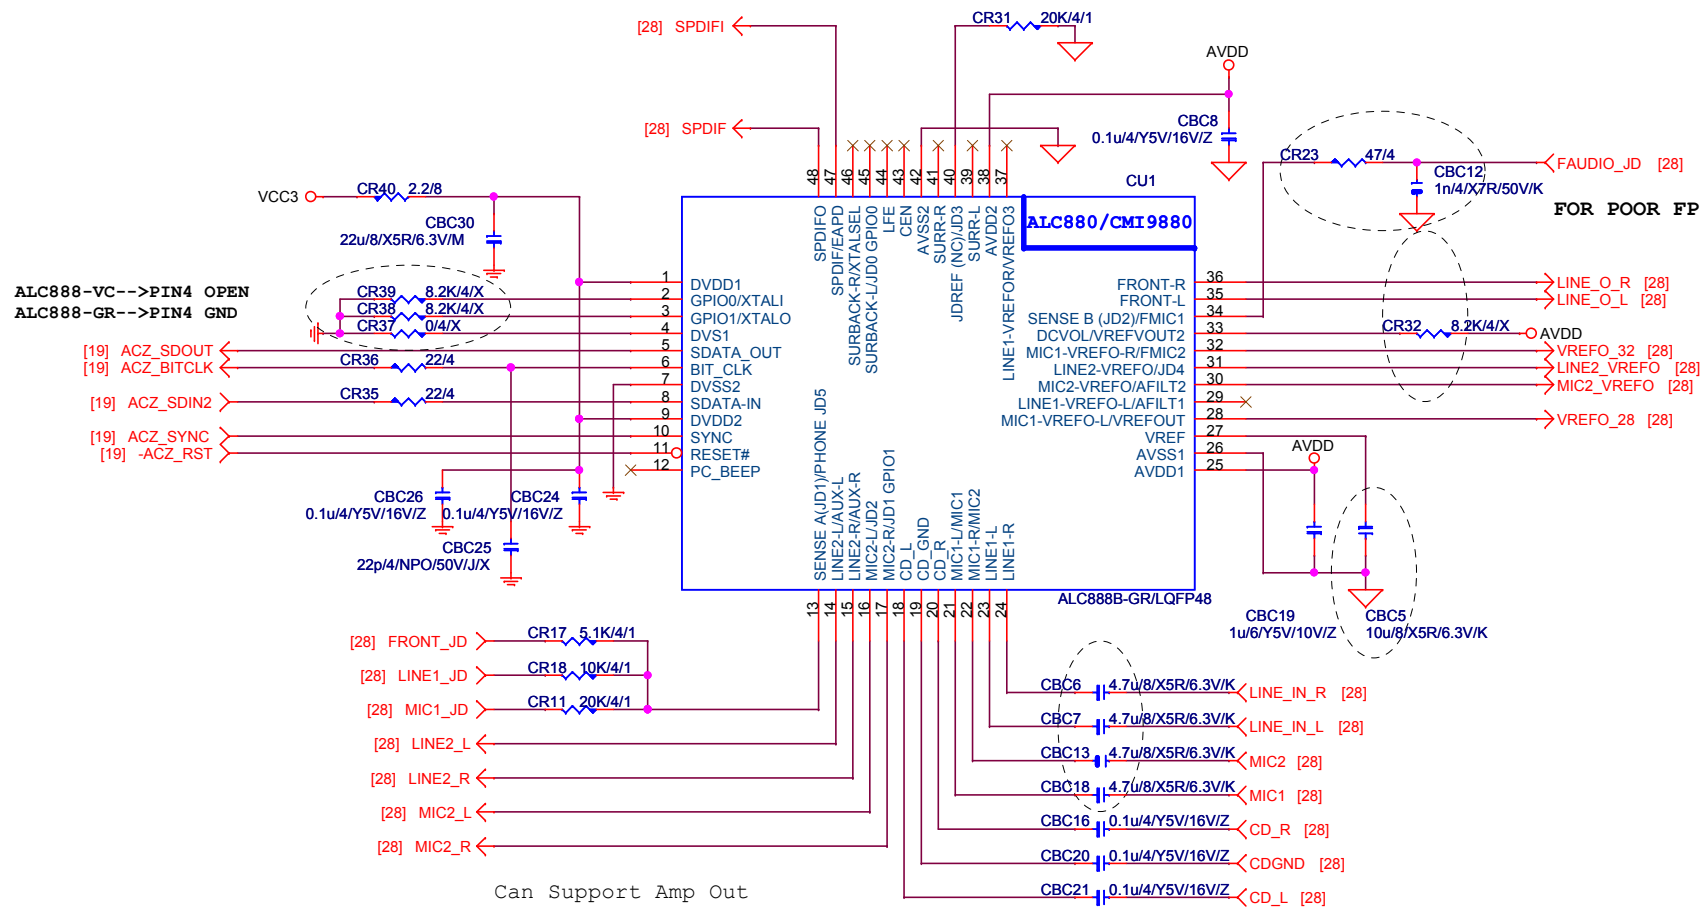 [28] SPDIFI
CR31 20K/4/1
AVDD
CBC8
0.1u/4/Y5V/16V/Z
[28] SPDIF
CR23 47/4
FAUDIO_JD [28]
CBC12
1n/4/X7R/50V/K
FOR POOR FP
VCC3
CR40 2.2/8
CBC30
22u/8/X5R/6.3V/M
CU1
ALC880/CMI9880
48 47 46 45 44 43 42 41 40 39 38 37
SPDIFO
SPDIF/EAPD
SURBACK-R/XTALSEL
SURBACK-L/JD0 GPIO0
LFE
CEN
AVSS2
SURR-R
JDREF (NC)/JD3
SURR-L
AVDD2
LINE1-VREFOR/VREFO3
ALC888-VC-->PIN4 OPEN
ALC888-GR-->PIN4 GND
CR39 8.2K/4/X
CR38 8.2K/4/X
CR37 0/4/X
[19] ACZ_SDOUT
[19] ACZ_BITCLK
CR36 22/4
[19] ACZ_SDIN2
CR35 22/4
[19] ACZ_SYNC
[19] -ACZ_RST
1 DVDD1
2 GPIO0/XTALI
3 GPIO1/XTALO
4 DVS1
5 SDATA_OUT
6 BIT_CLK
7 DVSS2
8 SDATA-IN
9 DVDD2
10 SYNC
11 RESET#
12 PC_BEEP
FRONT-R 36
FRONT-L 35
SENSE B (JD2)/FMIC1 34
DCVOL/VREFVOUT2 33
MIC1-VREFO-R/FMIC2 32
LINE2-VREFO/JD4 31
MIC2-VREFO/AFILT2 30
LINE1-VREFO-L/AFILT1 29
MIC1-VREFO-L/VREFOUT 28
VREF 27
AVSS1 26
AVDD1 25
LINE_O_R [28]
LINE_O_L [28]
CR32 8.2K/4/X
AVDD
VREFO_32 [28]
LINE2_VREFO [28]
MIC2_VREFO [28]
VREFO_28 [28]
AVDD
CBC26
0.1u/4/Y5V/16V/Z
CBC24
0.1u/4/Y5V/16V/Z
CBC25
22p/4/NPO/50V/J/X
SENSE A(JD1)/PHONE JD5
LINE2-L/AUX-L
LINE2-R/AUX-R
MIC2-L/JD2
MIC2-R/JD1 GPIO1
CD_L
CD_GND
CD_R
MIC1-L/MIC1
MIC1-R/MIC2
LINE1-L
LINE1-R
13 14 15 16 17 18 19 20 21 22 23 24
ALC888B-GR/LQFP48
CBC19
1u/6/Y5V/10V/Z
CBC5
10u/8/X5R/6.3V/K
[28] FRONT_JD
CR17 5.1K/4/1
[28] LINE1_JD
CR18 10K/4/1
[28] MIC1_JD
CR11 20K/4/1
[28] LINE2_L
[28] LINE2_R
[28] MIC2_L
[28] MIC2_R
CBC6 4.7u/8/X5R/6.3V/K LINE_IN_R [28]
CBC7 4.7u/8/X5R/6.3V/K LINE_IN_L [28]
CBC13 4.7u/8/X5R/6.3V/K MIC2 [28]
CBC18 4.7u/8/X5R/6.3V/K MIC1 [28]
CBC16 0.1u/4/Y5V/16V/Z CD_R [28]
CBC20 0.1u/4/Y5V/16V/Z CDGND [28]
CBC21 0.1u/4/Y5V/16V/Z CD_L [28]
Can Support Amp Out